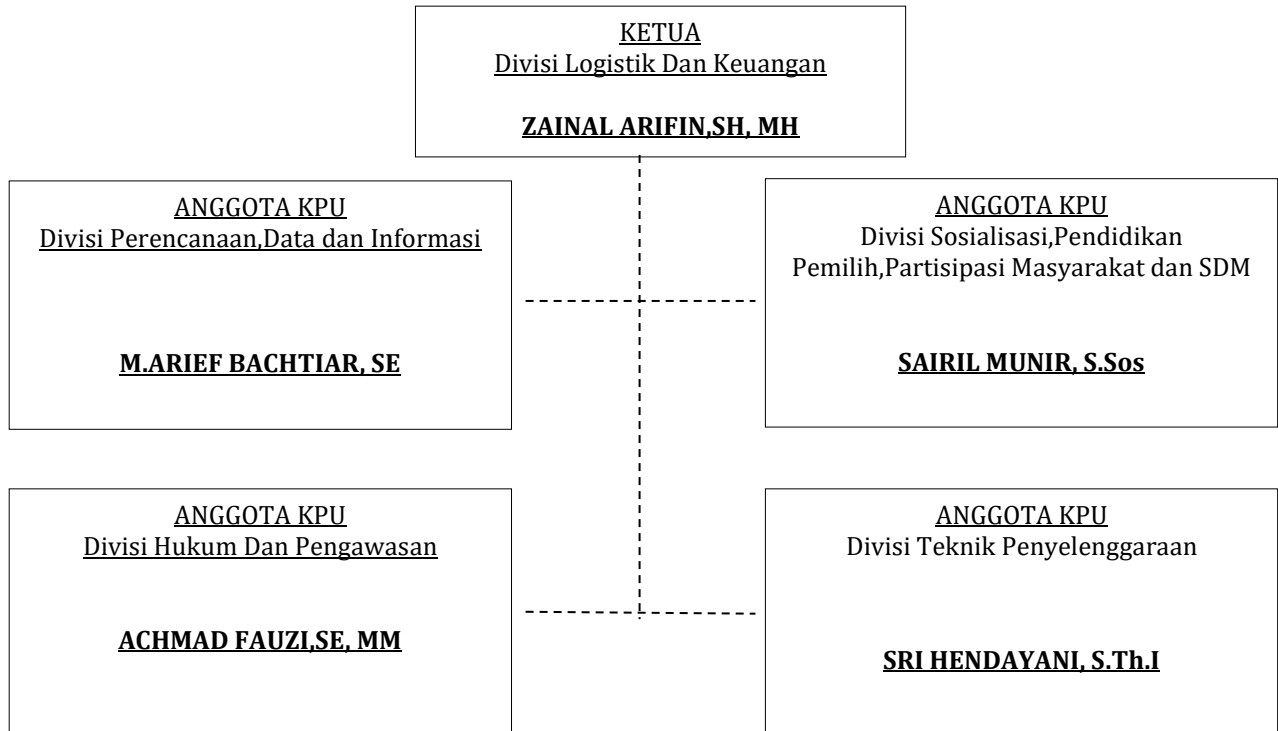 KETUA
Divisi Logistik Dan Keuangan
ZAINAL ARIFIN,SH, MH
ANGGOTA KPU
Divisi Perencanaan,Data dan Informasi
M.ARIEF BACHTIAR, SE
ANGGOTA KPU
Divisi Sosialisasi,Pendidikan
Pemilih,Partisipasi Masyarakat dan SDM
SAIRIL MUNIR, S.Sos
ANGGOTA KPU
Divisi Hukum Dan Pengawasan
ACHMAD FAUZI,SE, MM
ANGGOTA KPU
Divisi Teknik Penyelenggaraan
SRI HENDAYANI, S.Th.I